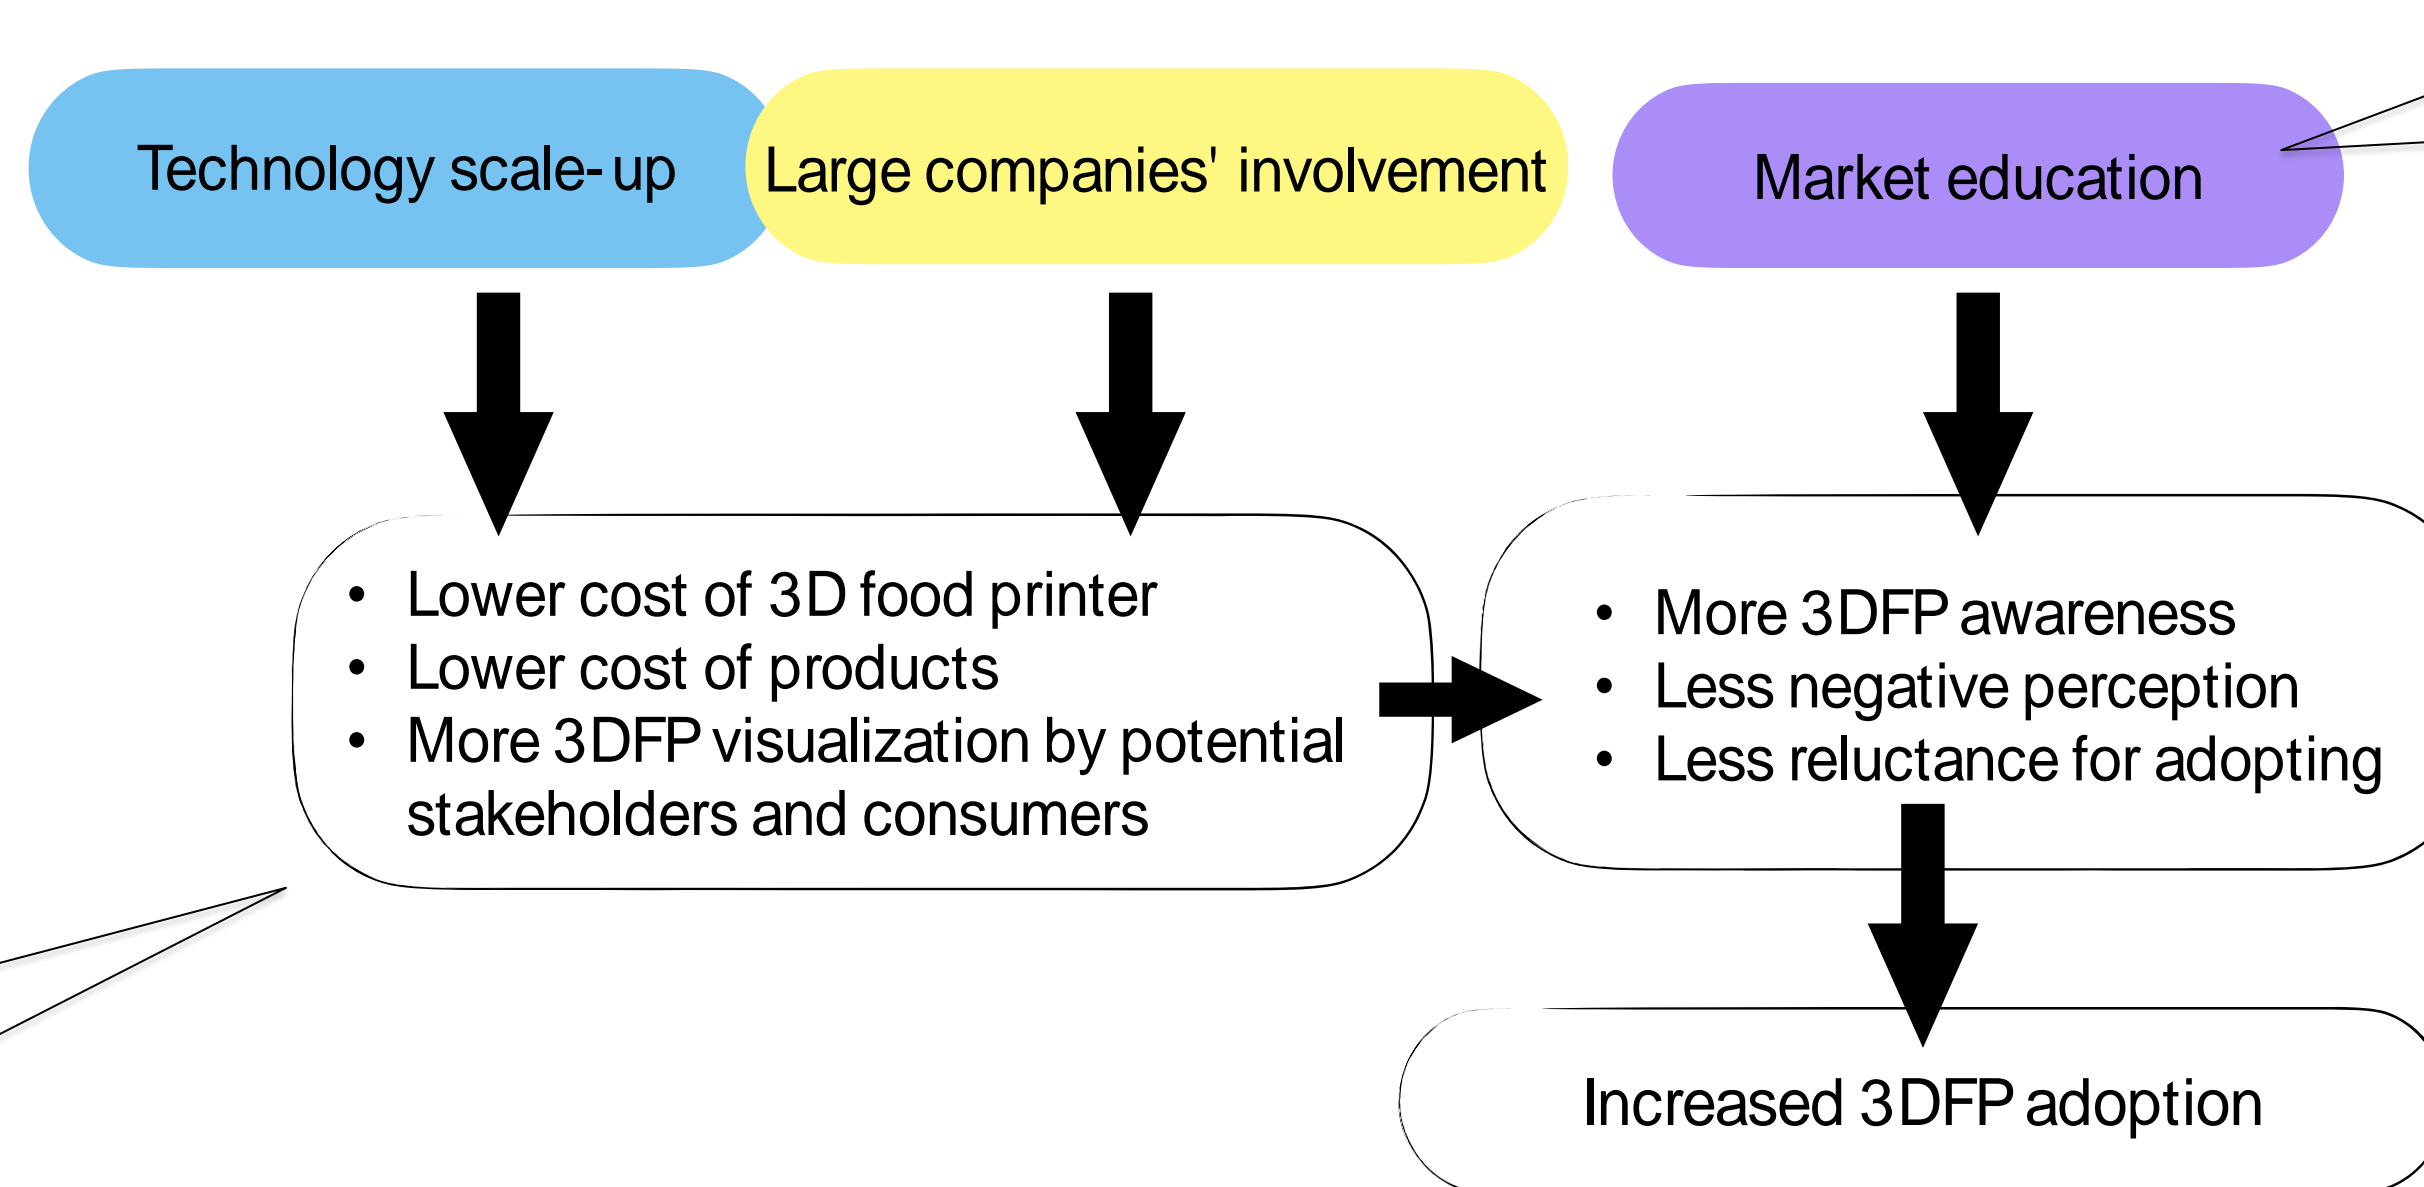 Technology scale-up
Large companies' involvement
Market education
• Lower cost of 3D food printer
• Lower cost of products
• More 3DFP visualization by potential
stakeholders and consumers
• More 3DFP awareness
• Less negative perception
• Less reluctance for adopting
Increased 3DFP adoption